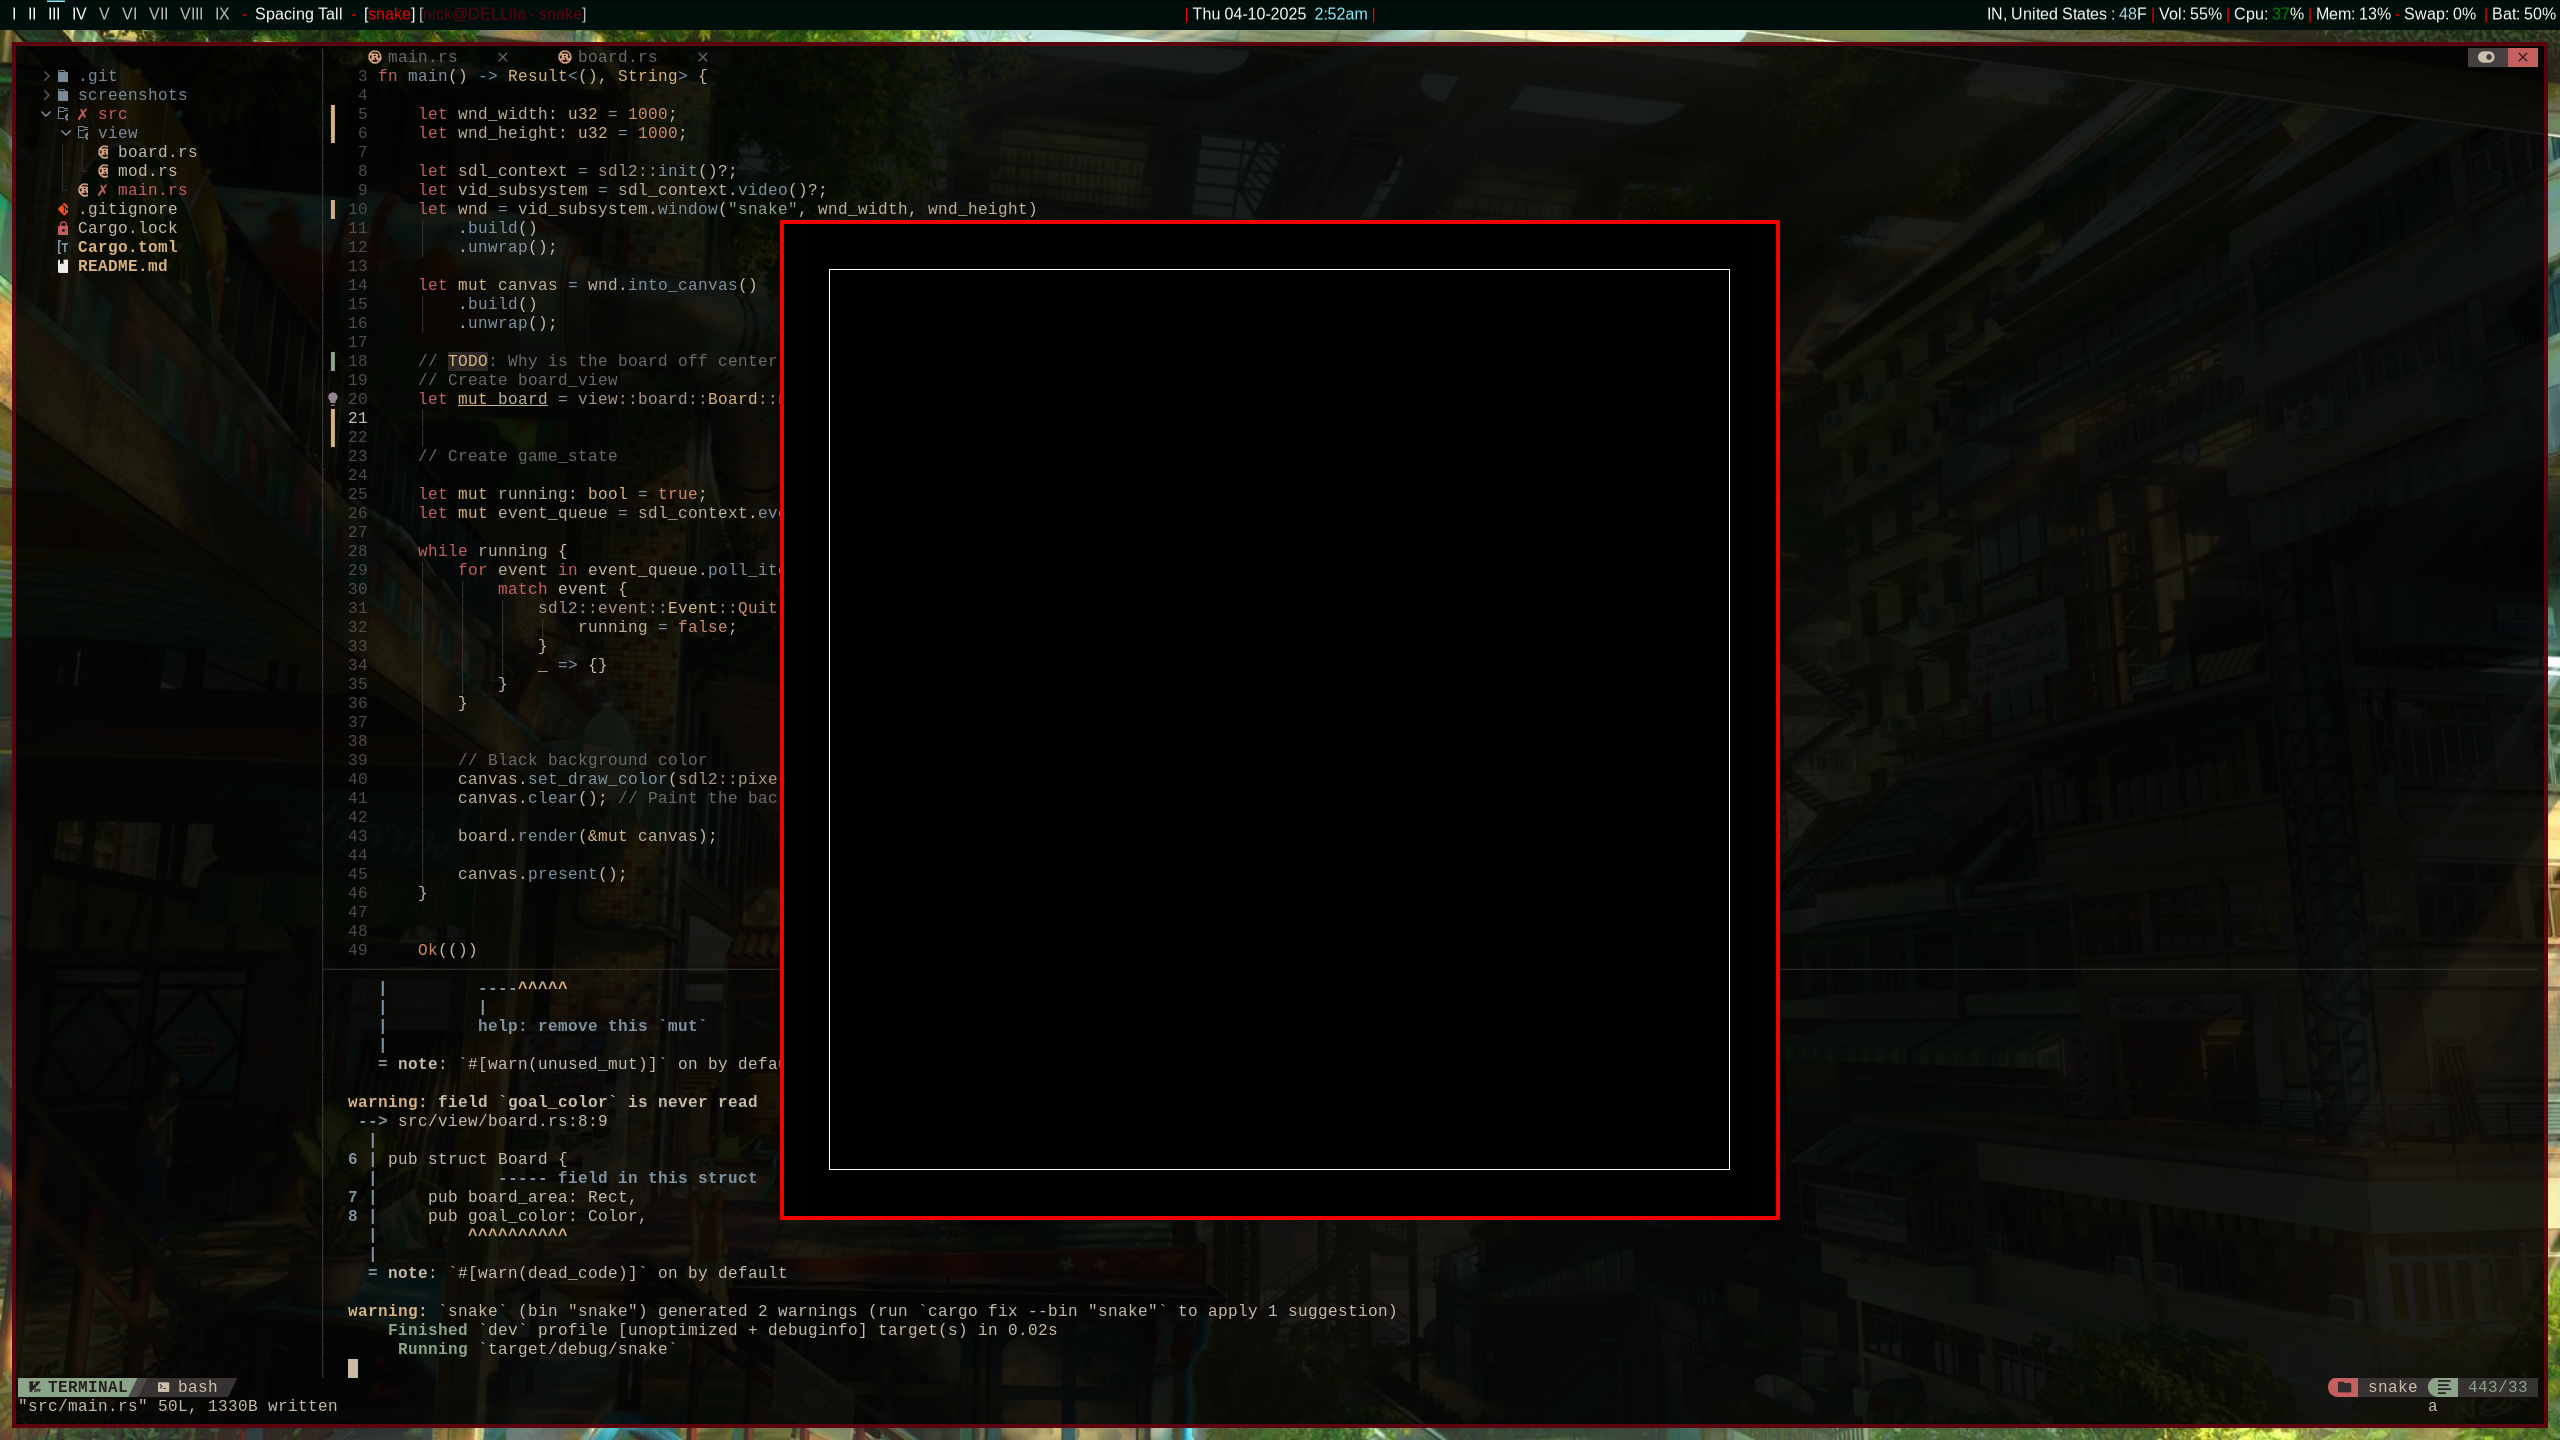 I II III IV V VI VII VIII IX - Spacing Tall - [snake] [nick@DELLila - snake]
| Thu 04-10-2025 2:52am |
IN, United States : 48F | Vol: 55% | Cpu: 37% | Mem: 13% - Swap: 0% | Bat: 50%
main.rs × board.rs ×
.git
screenshots
✗ src
view
board.rs
mod.rs
✗ main.rs
.gitignore
Cargo.lock
Cargo.toml
README.md
3 fn main() -> Result<(), String> {
4
5 let wnd_width: u32 = 1000;
6 let wnd_height: u32 = 1000;
7
8 let sdl_context = sdl2::init()?;
9 let vid_subsystem = sdl_context.video()?;
10 let wnd = vid_subsystem.window("snake", wnd_width, wnd_height)
11 .build()
12 .unwrap();
13
14 let mut canvas = wnd.into_canvas()
15 .build()
16 .unwrap();
17
18 // TODO: Why is the board off center
19 // Create board_view
20 let mut board = view::board::Board::
21
22
23 // Create game_state
24
25 let mut running: bool = true;
26 let mut event_queue = sdl_context.ev
27
28 while running {
29 for event in event_queue.poll_it
30 match event {
31 sdl2::event::Event::Quit
32 running = false;
33 }
34 _ => {}
35 }
36 }
37
38
39 // Black background color
40 canvas.set_draw_color(sdl2::pixe
41 canvas.clear(); // Paint the bac
42
43 board.render(&mut canvas);
44
45 canvas.present();
46 }
47
48
49 Ok(())
| ----^^^^^
| |
| help: remove this `mut`
|
= note: `#[warn(unused_mut)]` on by defa
warning: field `goal_color` is never read
--> src/view/board.rs:8:9
|
6 | pub struct Board {
| ----- field in this struct
7 | pub board_area: Rect,
8 | pub goal_color: Color,
| ^^^^^^^^^^
|
= note: `#[warn(dead_code)]` on by default
warning: `snake` (bin "snake") generated 2 warnings (run `cargo fix --bin "snake"` to apply 1 suggestion)
Finished `dev` profile [unoptimized + debuginfo] target(s) in 0.02s
Running `target/debug/snake`
TERMINAL bash
snake 443/33
"src/main.rs" 50L, 1330B written
a